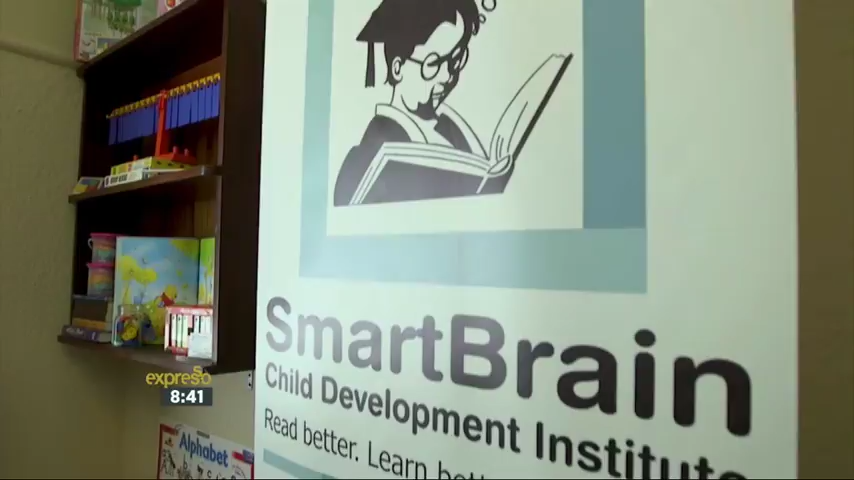 SmartBrain
Child Development Institute
Read better. Learn
expresso
8:41
Alphabet